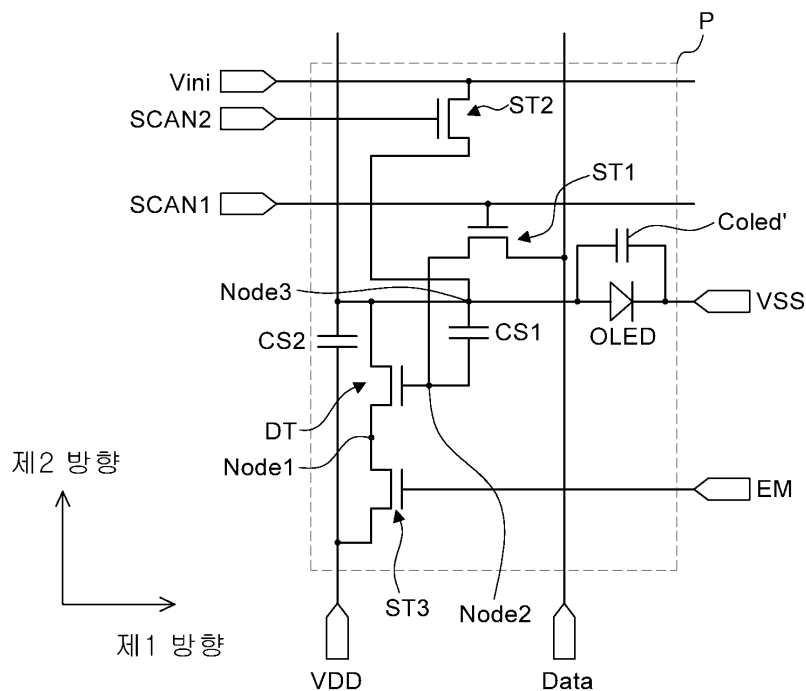 P
Vini
ST2
SCAN2
ST1
SCAN1
Coled'
Node3
VSS
CS2
CS1
OLED
DT
Node1
제2 방향
EM
ST3
Node2
제1 방향
VDD
Data